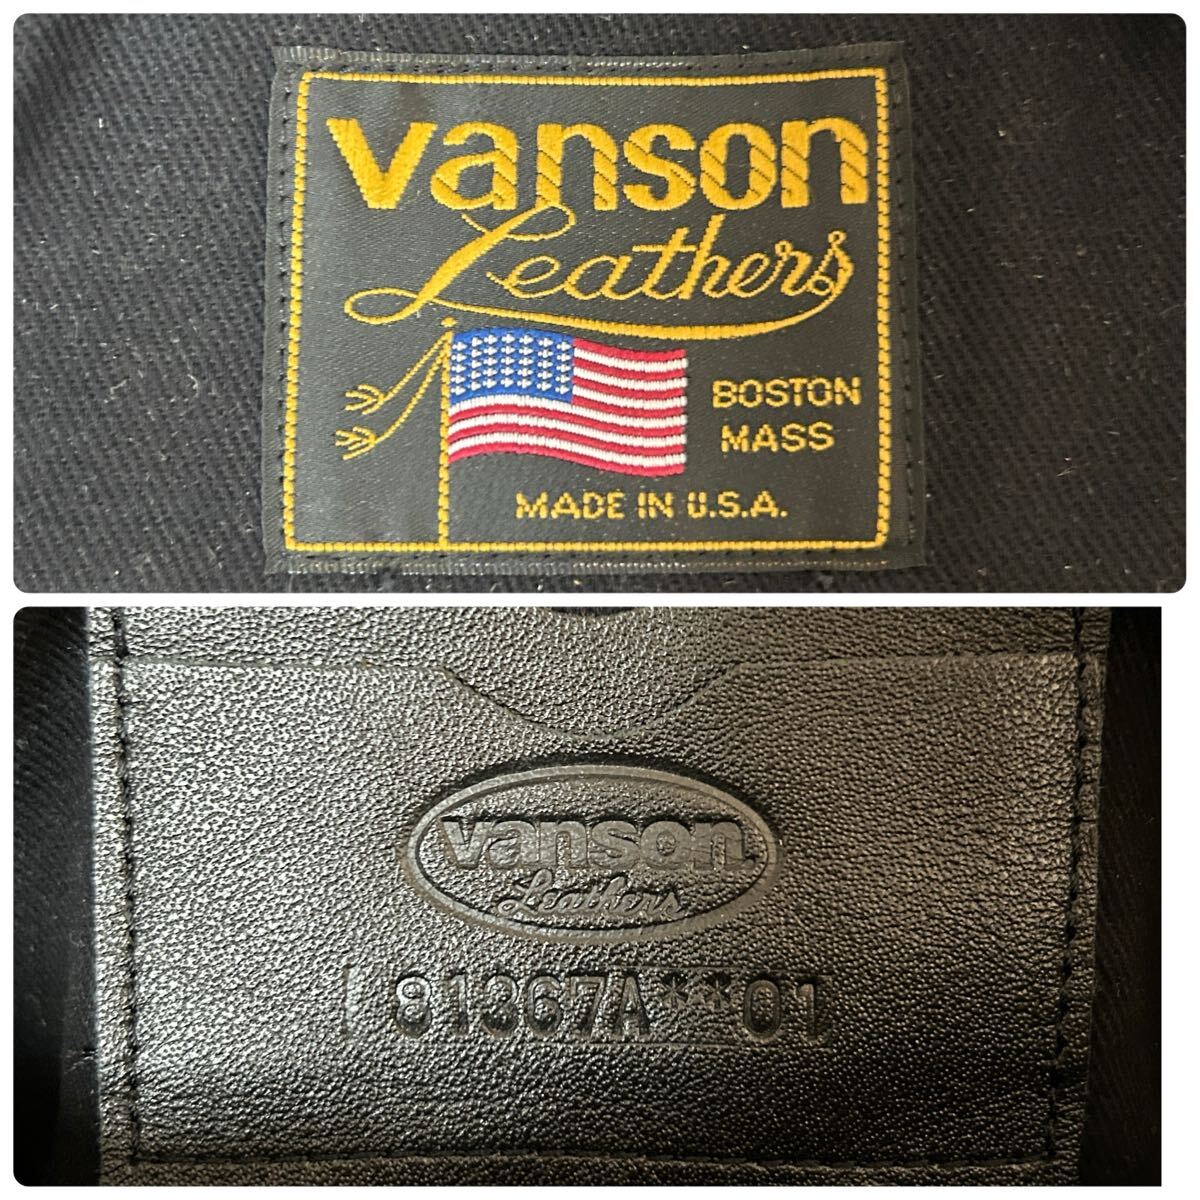 vanson
Leathers
BOSTON
MASS
MADE IN U.S.A.
vanson
Leathers
81367A**01